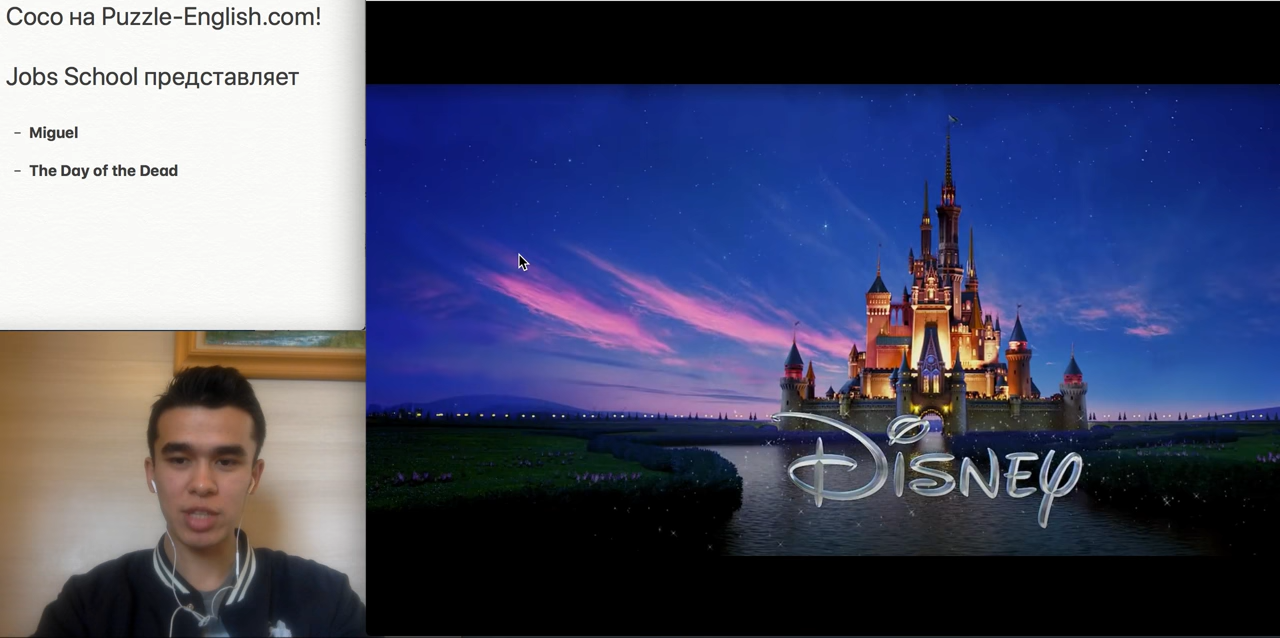 Coco на Puzzle-English.com!
Jobs School представляет
- Miguel
- The Day of the Dead
DISNEY